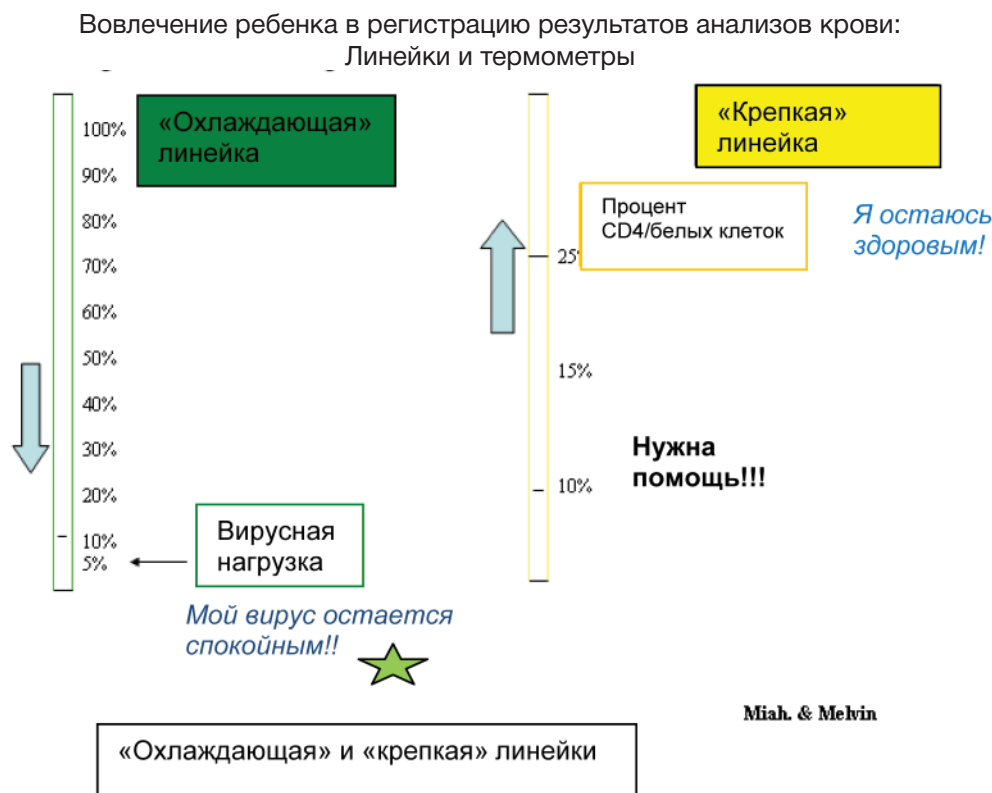 Вовлечение ребенка в регистрацию результатов анализов крови:
Линейки и термометры
«Охлаждающая»
линейка
100%
90%
80%
70%
60%
50%
40%
30%
20%
10%
5%
Вирусная
нагрузка
Мой вирус остается
спокойным!!
«Крепкая»
линейка
Процент
CD4/белых клеток
Я остаюсь
здоровым!
25%
15%
10%
Нужна
помощь!!!
Miah. & Melvin
«Охлаждающая» и «крепкая» линейки